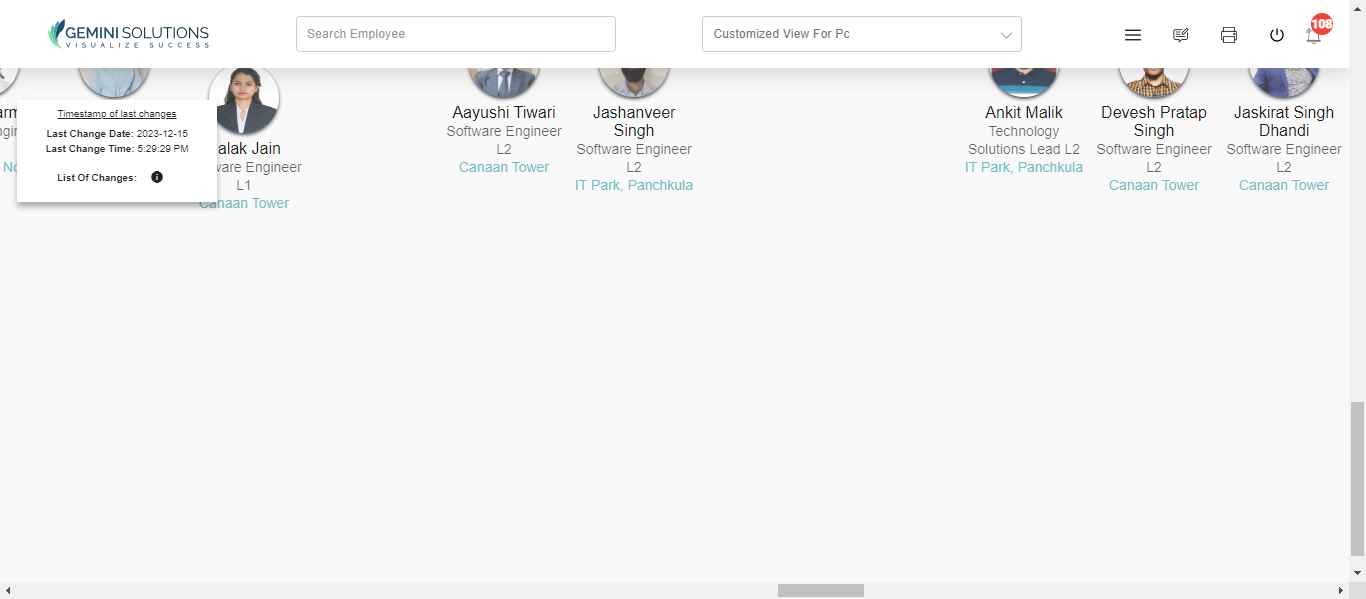 GEMINI SOLUTIONS
VISUALIZE SUCCESS
Search Employee
Customized View For Pc
108
Timestamp of last changes
Last Change Date: 2023-12-15
Last Change Time: 5:29:29 PM
List Of Changes:
alak Jain
ware Engineer
L1
Canaan Tower
Aayushi Tiwari
Software Engineer
L2
Canaan Tower
Jashanveer
Singh
Software Engineer
L2
IT Park, Panchkula
Ankit Malik
Technology
Solutions Lead L2
IT Park, Panchkula
Devesh Pratap
Singh
Software Engineer
L2
Canaan Tower
Jaskirat Singh
Dhandi
Software Engineer
L2
Canaan Tower